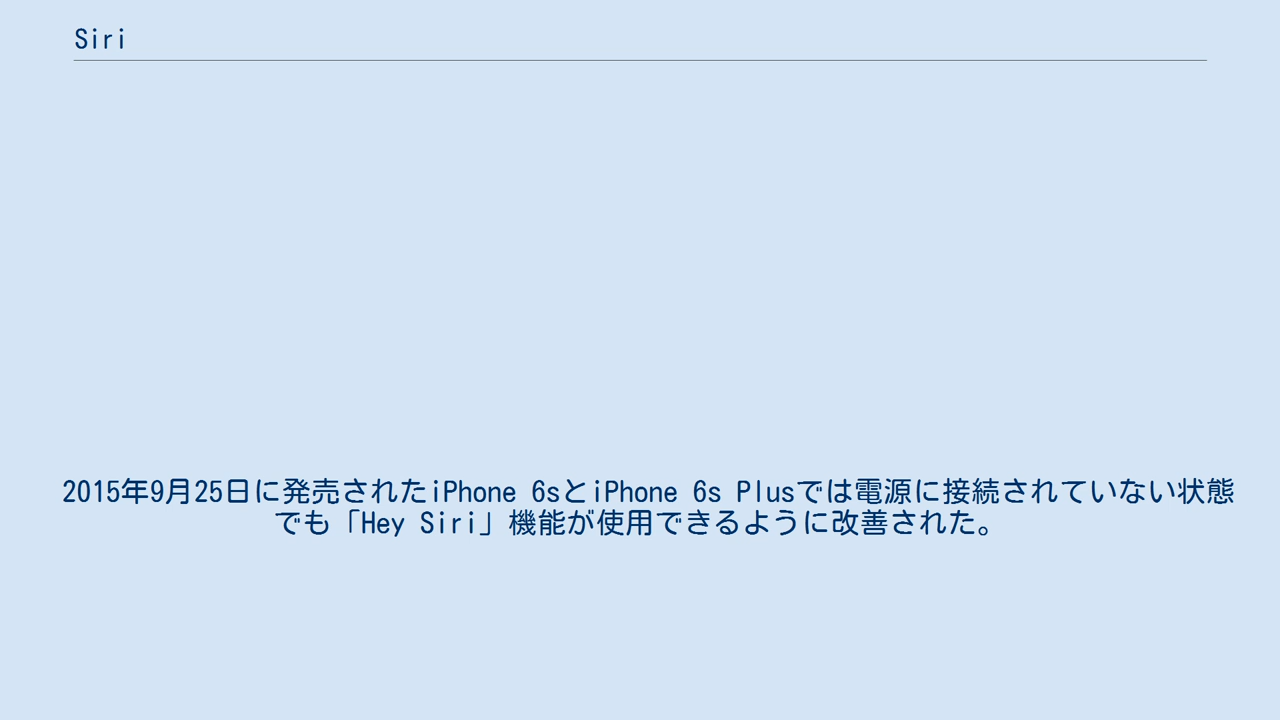 Siri
2015年9月25日に発売されたiPhone 6sとiPhone 6s Plusでは電源に接続されていない状態
でも「Hey Siri」機能が使用できるように改善された。